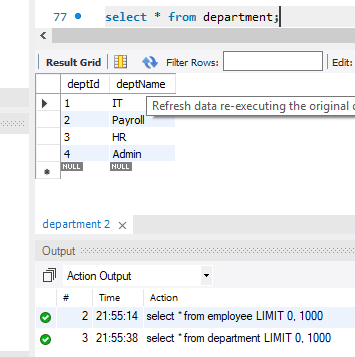 77 select * from department;
Result Grid Filter Rows: Edit:
deptId deptName
1 IT
Refresh data re-executing the original
2 Payroll
3 HR
4 Admin
NULL NULL
department 2
Output
Action Output
# Time Action
2 21:55:14 select * from employee LIMIT 0, 1000
3 21:55:38 select * from department LIMIT 0, 1000